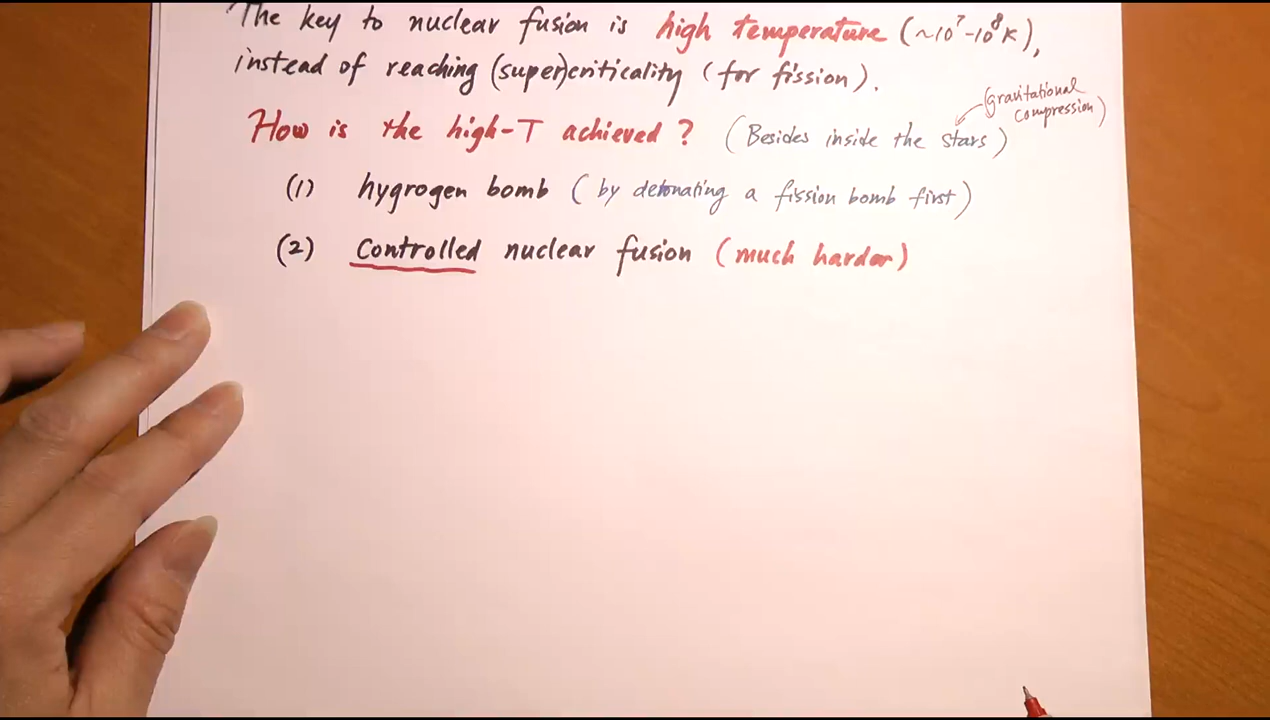 The key to nuclear fusion is high temperature (~10⁷-10⁸K),
instead of reaching (super)criticality (for fission).
(gravitational
compression)
How is the high-T achieved? (Besides inside the stars)
(1) hygrogen bomb (by detonating a fission bomb first)
(2) Controlled nuclear fusion (much harder)